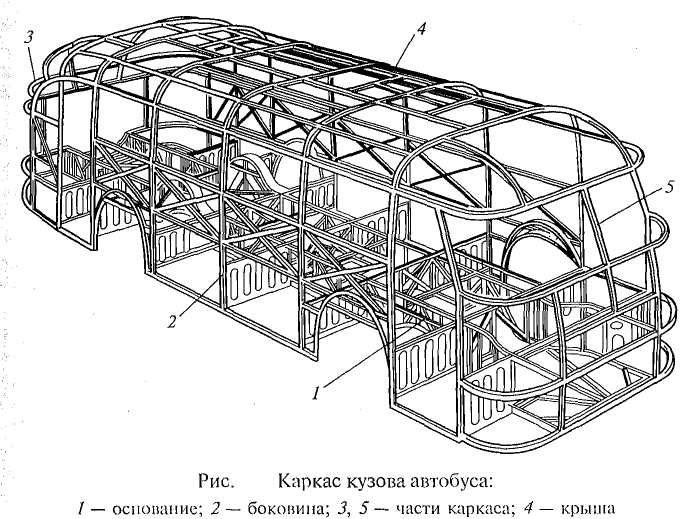 3
4
5
2
1
Рис. Каркас кузова автобуса:
1 — основание; 2 — боковина; 3, 5 — части каркаса; 4 — крыша